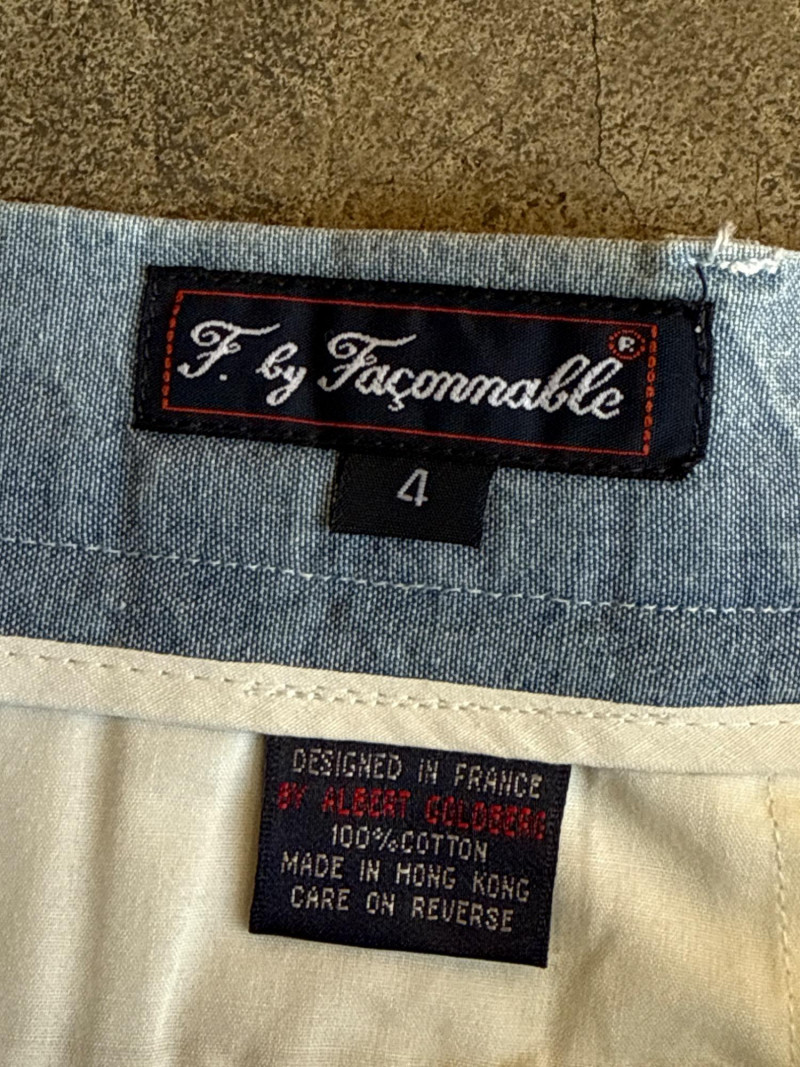 F. by Façonnable ®
4
DESIGNED IN FRANCE
BY ALBERT GOLDBERG
100%COTTON
MADE IN HONG KONG
CARE ON REVERSE